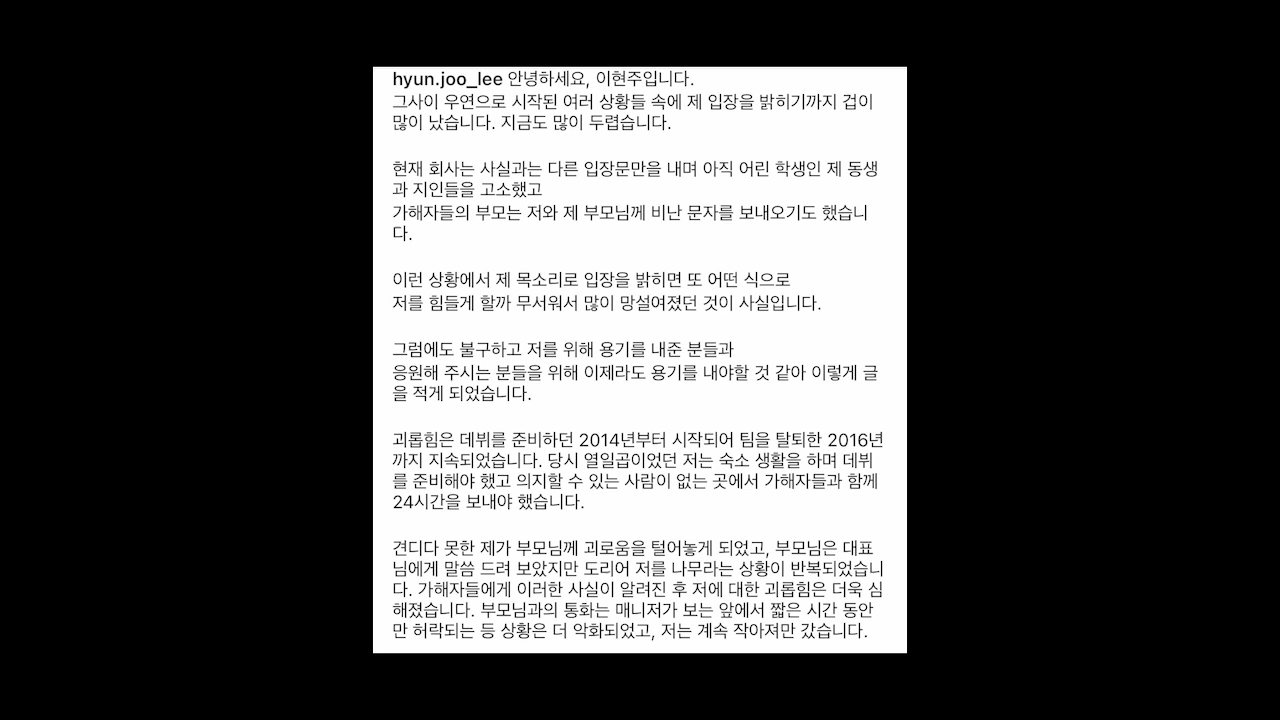 hyun.joo_lee 안녕하세요, 이현주입니다.
그사이 우연으로 시작된 여러 상황들 속에 제 입장을 밝히기까지 겁이
많이 났습니다. 지금도 많이 두렵습니다.
현재 회사는 사실과는 다른 입장문만을 내며 아직 어린 학생인 제 동생
과 지인들을 고소했고
가해자들의 부모는 저와 제 부모님께 비난 문자를 보내오기도 했습니
다.
이런 상황에서 제 목소리로 입장을 밝히면 또 어떤 식으로
저를 힘들게 할까 무서워서 많이 망설여졌던 것이 사실입니다.
그럼에도 불구하고 저를 위해 용기를 내준 분들과
응원해 주시는 분들을 위해 이제라도 용기를 내야할 것 같아 이렇게 글
을 적게 되었습니다.
괴롭힘은 데뷔를 준비하던 2014년부터 시작되어 팀을 탈퇴한 2016년
까지 지속되었습니다. 당시 열일곱이었던 저는 숙소 생활을 하며 데뷔
를 준비해야 했고 의지할 수 있는 사람이 없는 곳에서 가해자들과 함께
24시간을 보내야 했습니다.
견디다 못한 제가 부모님께 괴로움을 털어놓게 되었고, 부모님은 대표
님에게 말씀 드려 보았지만 도리어 저를 나무라는 상황이 반복되었습니
다. 가해자들에게 이러한 사실이 알려진 후 저에 대한 괴롭힘은 더욱 심
해졌습니다. 부모님과의 통화는 매니저가 보는 앞에서 짧은 시간 동안
만 허락되는 등 상황은 더 악화되었고, 저는 계속 작아져만 갔습니다.